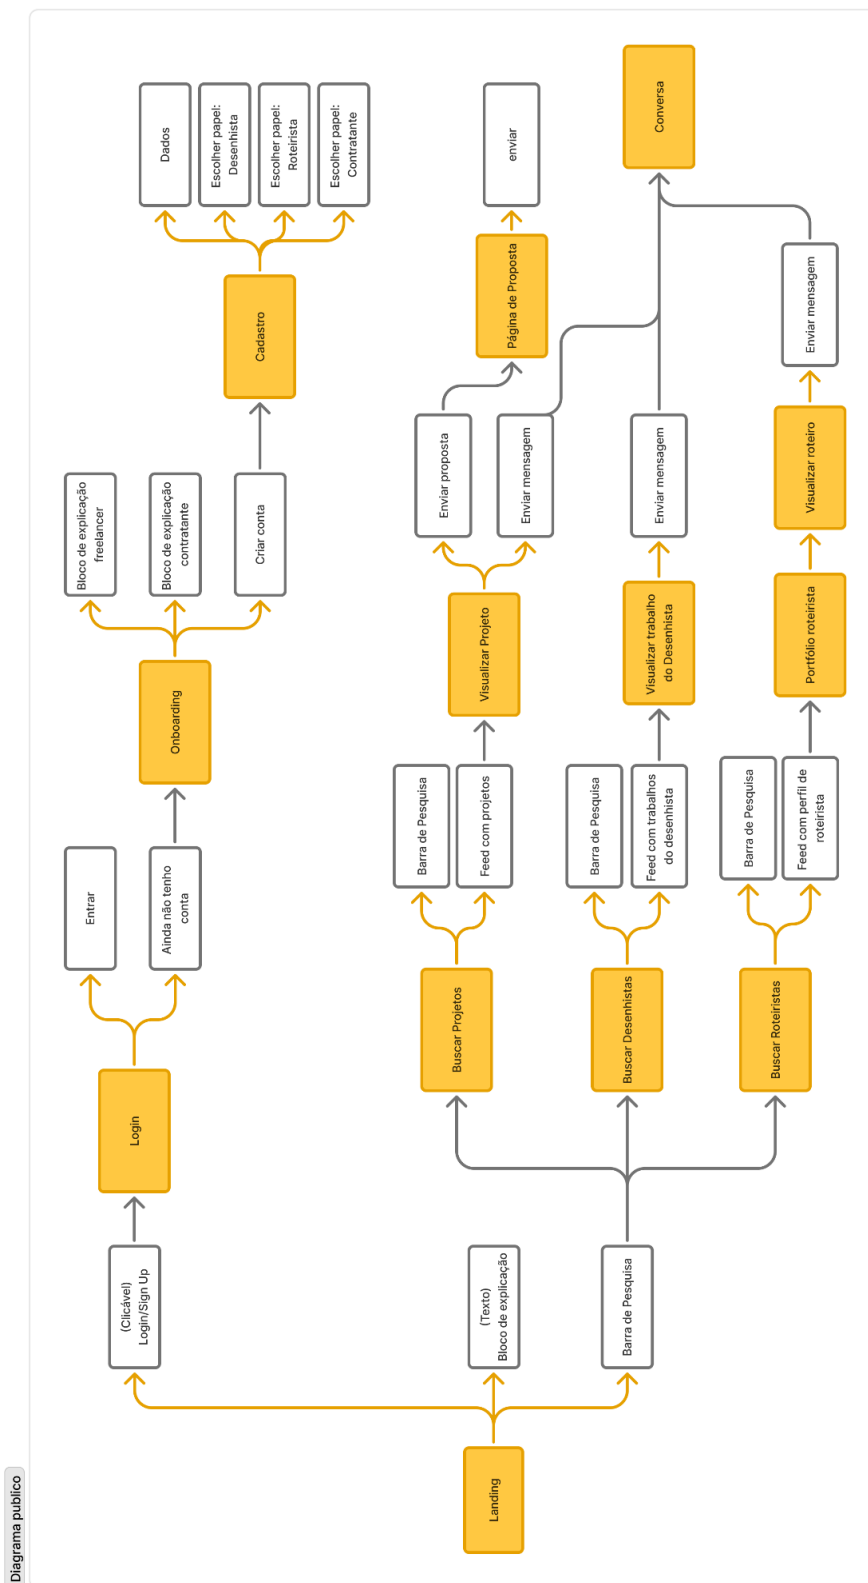 Diagrama publico
Landing
(Clicável)
Login/Sign Up
(Texto)
Bloco de explicação
Barra de Pesquisa
Login
Entrar
Ainda não tenho
conta
Onboarding
Bloco de explicação
freelancer
Bloco de explicação
contratante
Criar conta
Cadastro
Dados
Escolher papel:
Desenhista
Escolher papel:
Roteirista
Escolher papel:
Contratante
Buscar Projetos
Barra de Pesquisa
Feed com projetos
Visualizar Projeto
Enviar proposta
Enviar mensagem
Página de Proposta
enviar
Buscar Desenhistas
Barra de Pesquisa
Feed com trabalhos
do desenhista
Visualizar trabalho
do Desenhista
Enviar mensagem
Conversa
Buscar Roteiristas
Barra de Pesquisa
Feed com perfil de
roteirista
Portfólio roteirista
Visualizar roteiro
Enviar mensagem